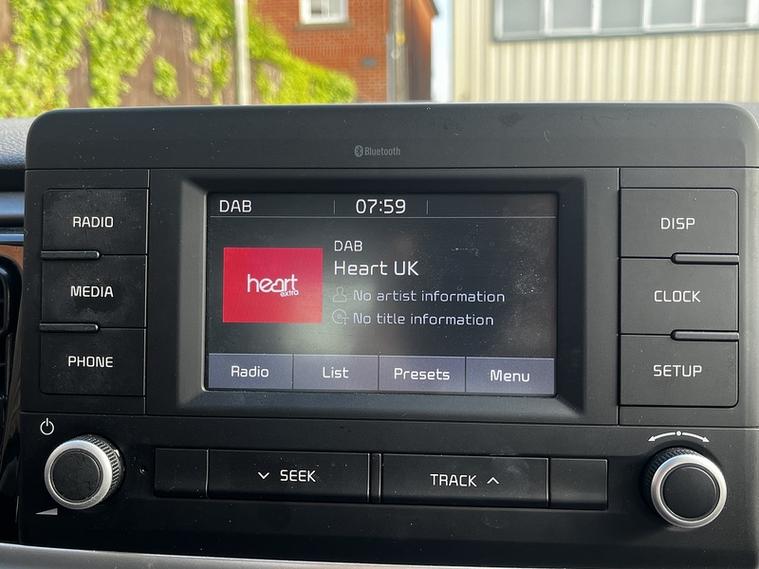 Bluetooth
RADIO
MEDIA
PHONE
DAB 07:59
heart
extra
DAB
Heart UK
No artist information
No title information
Radio List Presets Menu
DISP
CLOCK
SETUP
SEEK
TRACK